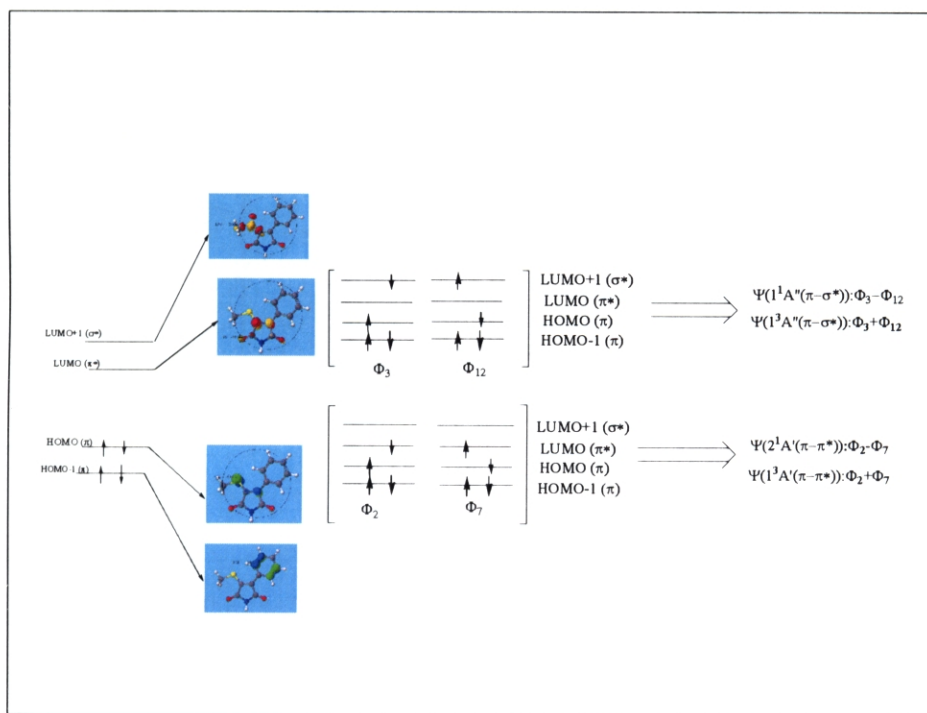 LUMO+1 (σ*)
LUMO (π*)
HOMO (π)
HOMO-1 (π)
LUMO+1 (σ*)
LUMO (π*)
HOMO (π)
HOMO-1 (π)
Φ3
Φ12
Ψ(1¹A″(π–σ*)):Φ3–Φ12
Ψ(1³A″(π–σ*)):Φ3+Φ12
LUMO+1 (σ*)
LUMO (π*)
HOMO (π)
HOMO-1 (π)
Φ2
Φ7
Ψ(2¹A′(π–π*)):Φ2-Φ7
Ψ(1³A′(π–π*)):Φ2+Φ7